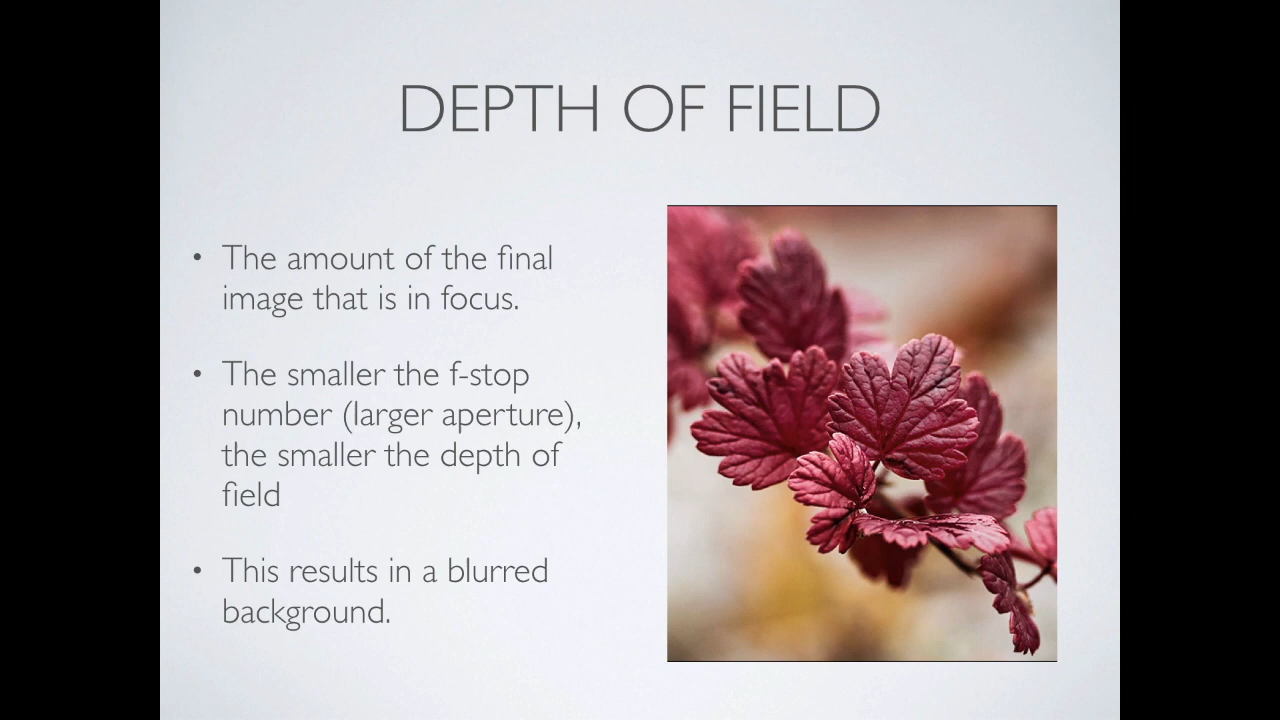 DEPTH OF FIELD
• The amount of the final
image that is in focus.
• The smaller the f-stop
number (larger aperture),
the smaller the depth of
field
• This results in a blurred
background.